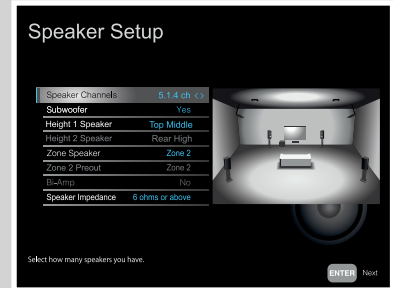 Speaker Setup
Speaker Channels 5.1.4 ch <>
Subwoofer Yes
Height 1 Speaker Top Middle
Height 2 Speaker Rear High
Zone Speaker Zone 2
Zone 2 Preout Zone 2
Bi-Amp No
Speaker Impedance 6 ohms or above
Select how many speakers you have.
ENTER Next